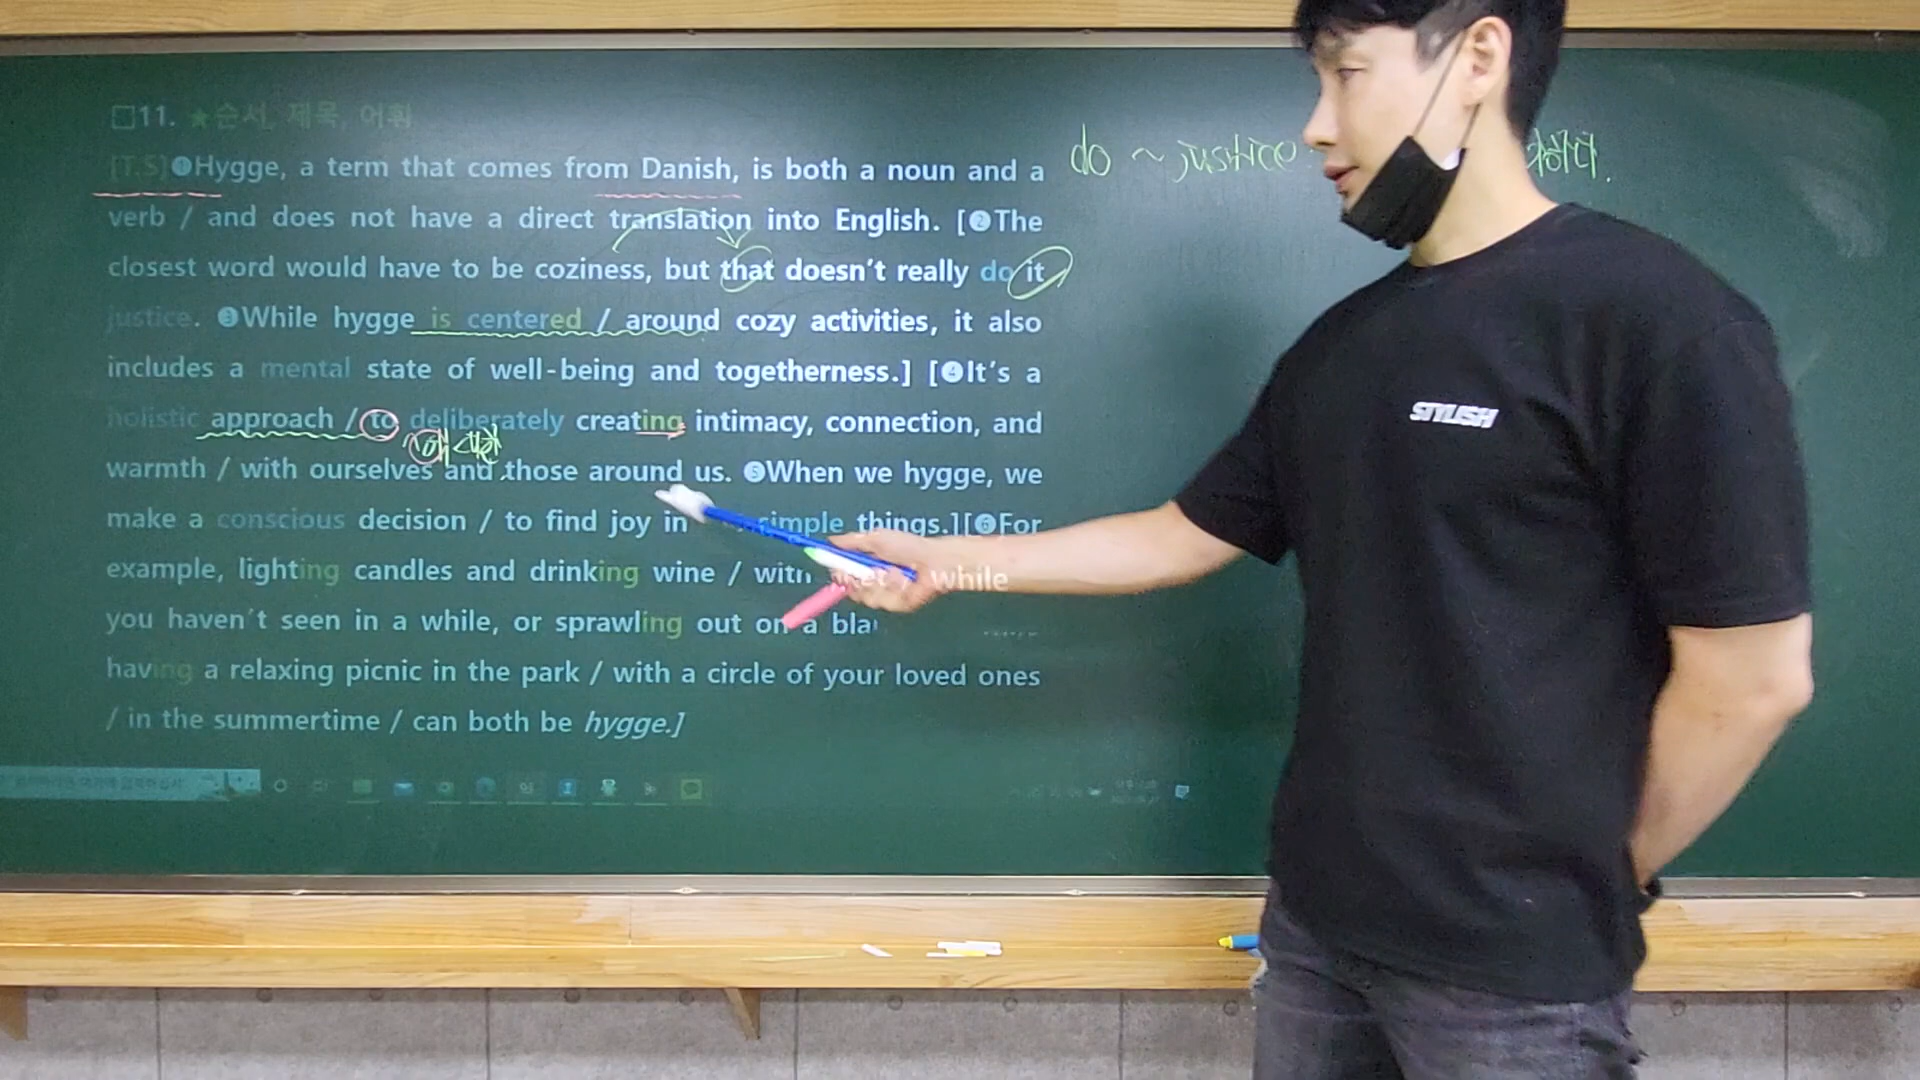 □11. ★순서, 제목, 어휘
[T.S]❶Hygge, a term that comes from Danish, is both a noun and a
do ~ justice 하다.
verb / and does not have a direct translation into English. [❷The
closest word would have to be coziness, but that doesn't really do it
justice. ❸While hygge is centered / around cozy activities, it also
includes a mental state of well-being and togetherness.] [❹It's a
holistic approach / to deliberately creating intimacy, connection, and
STYLISH
warmth / with ourselves and those around us. ❺When we hygge, we
make a conscious decision / to find joy in simple things.][❻For
example, lighting candles and drinking wine / with while
you haven't seen in a while, or sprawling out on a
having a relaxing picnic in the park / with a circle of your loved ones
/ in the summertime / can both be hygge.]